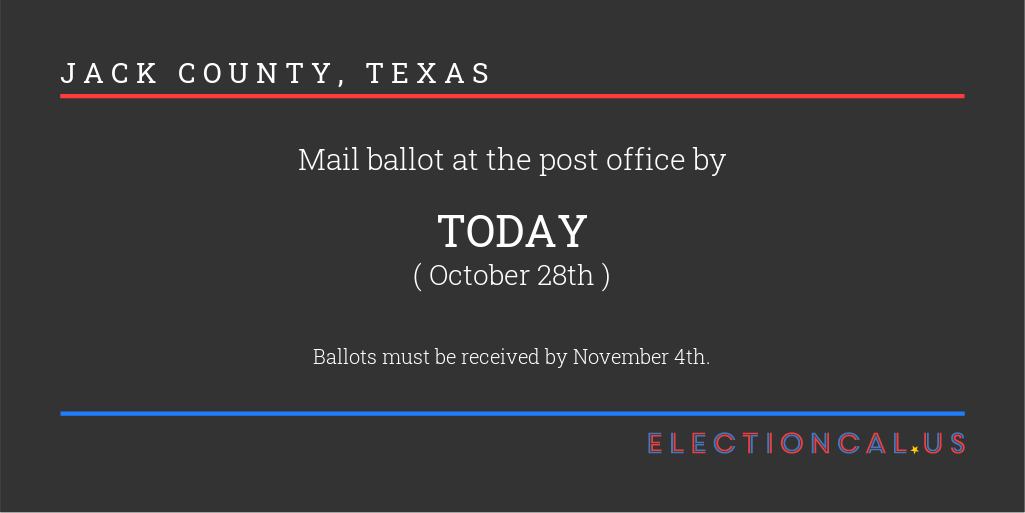 JACK COUNTY, TEXAS
Mail ballot at the post office by
TODAY
( October 28th )
Ballots must be received by November 4th.
ELECTIONCAL.US